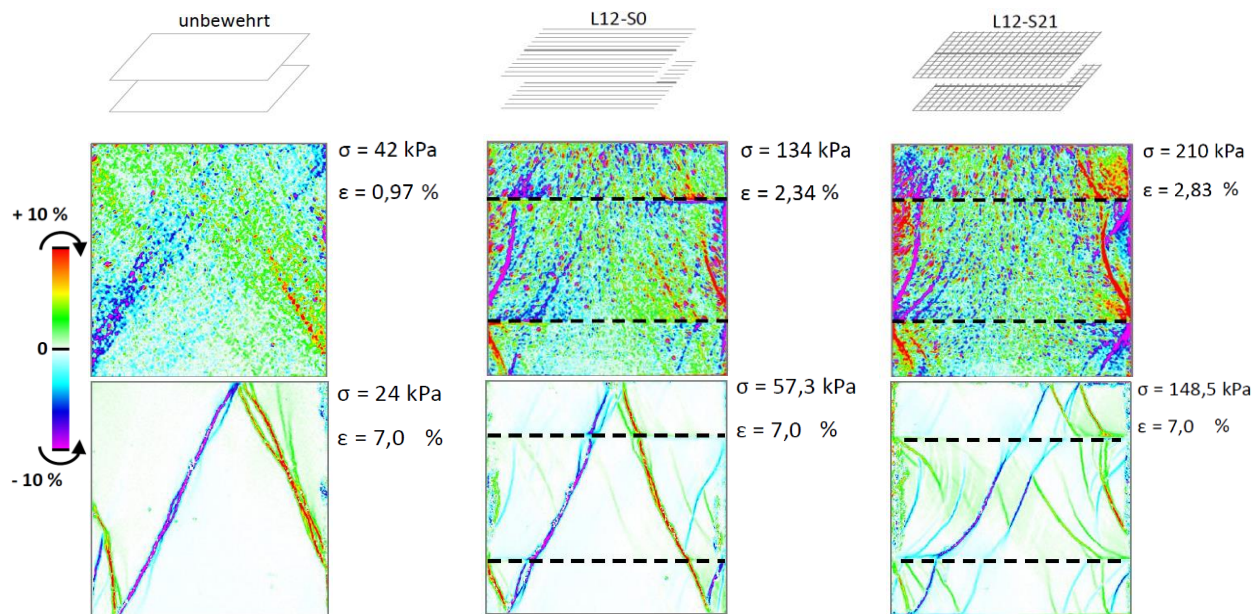 unbewehrt
L12-S0
L12-S21
σ = 42 kPa
ε = 0,97 %
σ = 134 kPa
ε = 2,34 %
σ = 210 kPa
ε = 2,83 %
+ 10 %
0
- 10 %
σ = 24 kPa
ε = 7,0 %
σ = 57,3 kPa
ε = 7,0 %
σ = 148,5 kPa
ε = 7,0 %